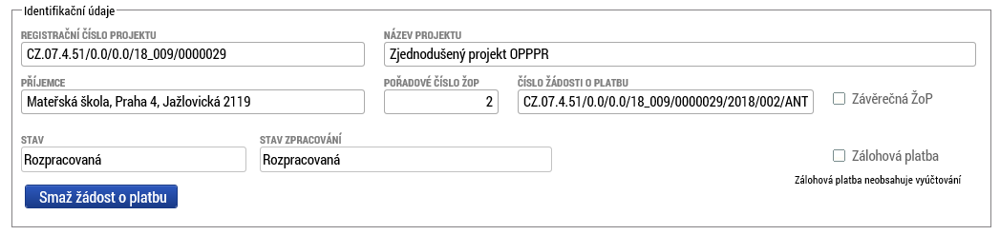 Identifikační údaje
REGISTRAČNÍ ČÍSLO PROJEKTU
NÁZEV PROJEKTU
CZ.07.4.51/0.0/0.0/18_009/0000029
Zjednodušený projekt OPPPR
PŘÍJEMCE
POŘADOVÉ ČÍSLO ŽOP
ČÍSLO ŽÁDOSTI O PLATBU
Mateřská škola, Praha 4, Jažlovická 2119
2
CZ.07.4.51/0.0/0.0/18_009/0000029/2018/002/ANT
Závěrečná ŽoP
STAV
STAV ZPRACOVÁNÍ
Rozpracovaná
Rozpracovaná
Zálohová platba
Zálohová platba neobsahuje vyúčtování
Smaž žádost o platbu